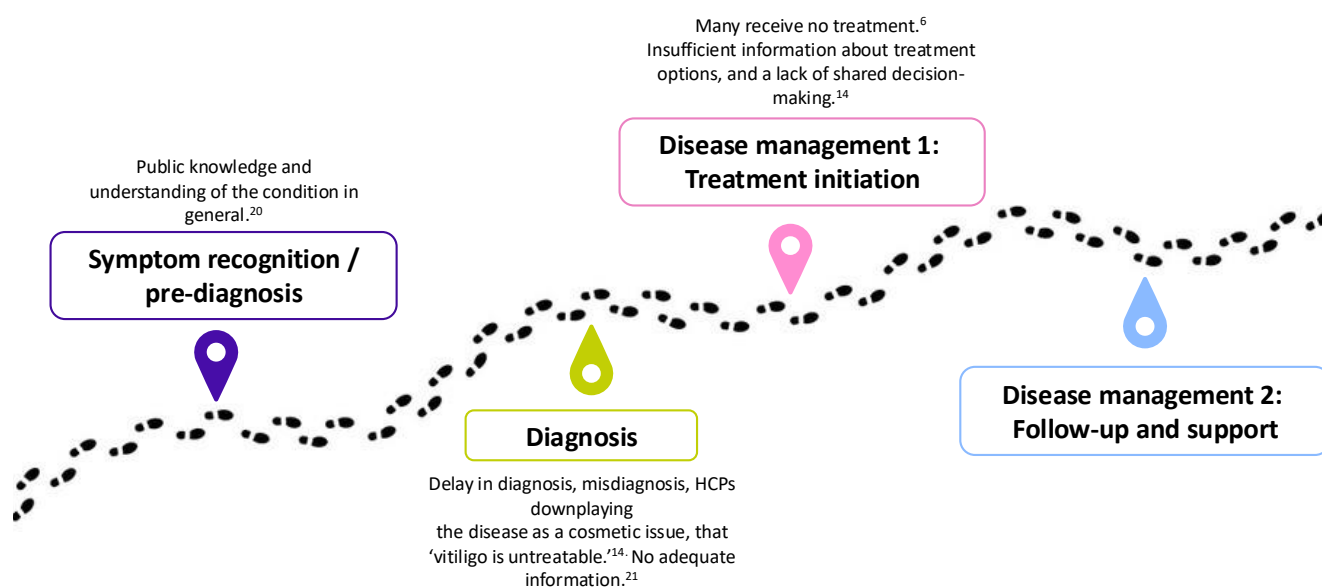 Public knowledge and
understanding of the condition in
general.20
Symptom recognition /
pre-diagnosis
Diagnosis
Delay in diagnosis, misdiagnosis, HCPs
downplaying
the disease as a cosmetic issue, that
‘vitiligo is untreatable.’14. No adequate
information.21
Many receive no treatment.6
Insufficient information about treatment
options, and a lack of shared decision-
making.14
Disease management 1:
Treatment initiation
Disease management 2:
Follow-up and support